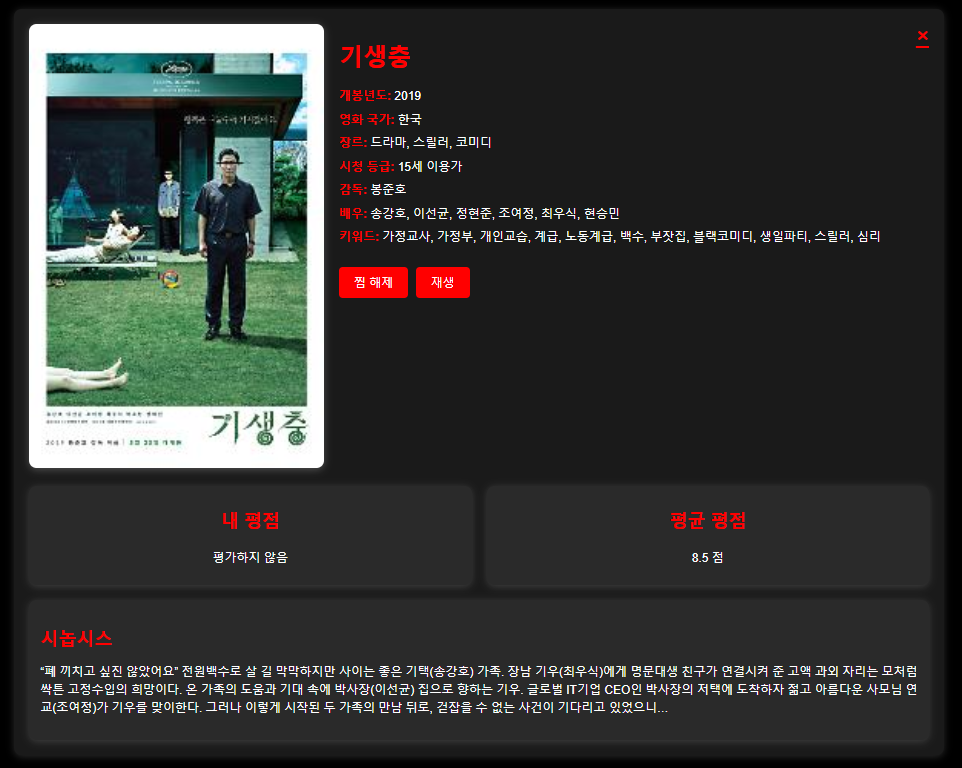 ×
기생충
개봉년도: 2019
영화 국가: 한국
장르: 드라마, 스릴러, 코미디
시청 등급: 15세 이용가
감독: 봉준호
배우: 송강호, 이선균, 정현준, 조여정, 최우식, 현승민
키워드: 가정교사, 가정부, 개인교습, 계급, 노동계급, 백수, 부잣집, 블랙코미디, 생일파티, 스릴러, 심리
찜 해제
재생
기생충
내 평점
평가하지 않음
평균 평점
8.5 점
시놉시스
“폐 끼치고 싶진 않았어요” 전원백수로 살 길 막막하지만 사이는 좋은 기택(송강호) 가족. 장남 기우(최우식)에게 명문대생 친구가 연결시켜 준 고액 과외 자리는 모처럼
싹튼 고정수입의 희망이다. 온 가족의 도움과 기대 속에 박사장(이선균) 집으로 향하는 기우. 글로벌 IT기업 CEO인 박사장의 저택에 도착하자 젊고 아름다운 사모님 연
교(조여정)가 기우를 맞이한다. 그러나 이렇게 시작된 두 가족의 만남 뒤로, 걷잡을 수 없는 사건이 기다리고 있었으니...